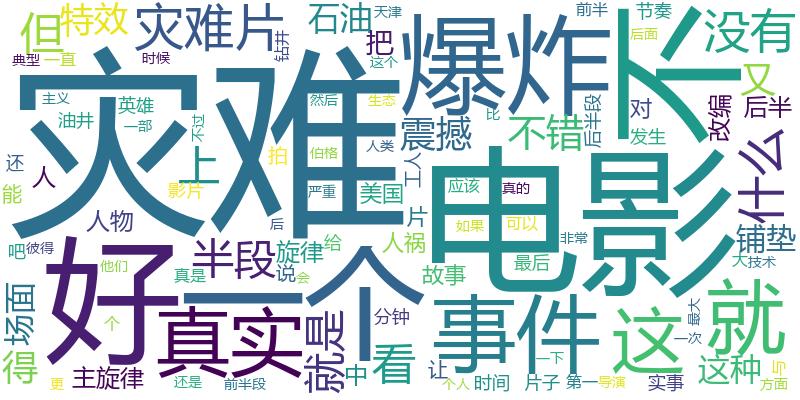 但
特效
灾难片
石油
天津
把
前半
节奏
后面
没有
典型
一直
时候
钻井
这个
爆炸
不
又
主义
英雄
油井
一部
不过
然后
生态
比
后半段
对
改编
后半
灾难
震撼
不错
发生
还
人
能
上
拍
伯格
人类
工人
什么
影片
严重
美国
应该
真的
电影
人物
后
片
如果
可以
铺垫
吧
彼得
好
半段
旋律
给
人祸
非常
他们
真是
说
会
一个
故事
最后
大
技术
场面
真实
就是
分钟
事件
这
就
个
最大
得
主旋律
还是
中
看
让
一下
一次
这种
与
更
前半段
个人
时间
片子
第一
导演
实事
方面